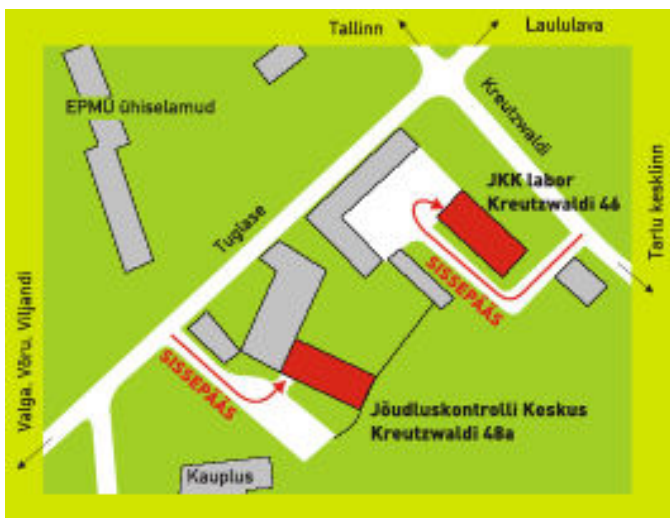 Tallinn
Laululava
EPMÜ ühiselamud
Kreutzwaldi
JKK labor
Kreutzwaldi 46
Tartu kesklinn
Tuglase
SISSEPÄÄS
Valga, Võru, Viljandi
SISSEPÄÄS
Jõudluskontrolli Keskus
Kreutzwaldi 48a
Kauplus